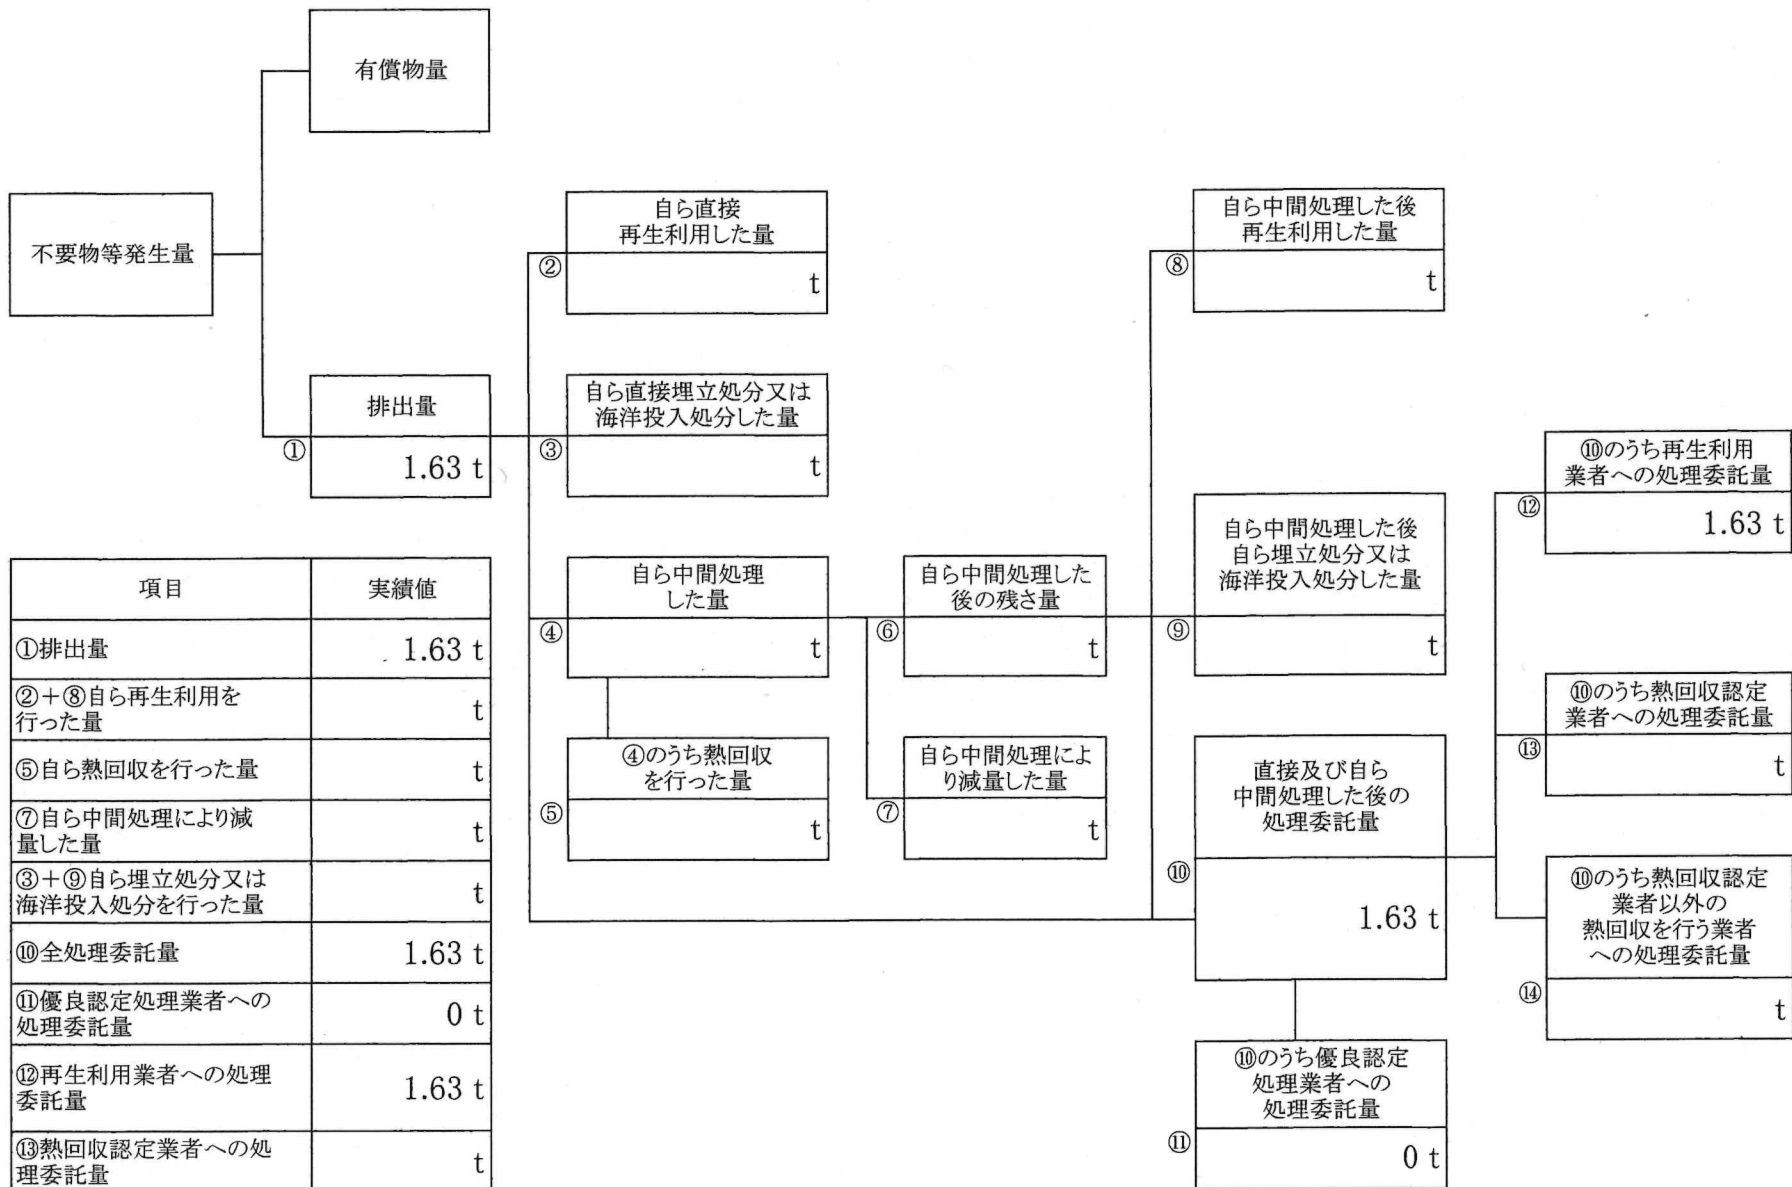 有償物量
不要物等発生量
排出量
①
1.63 t
自ら直接
再生利用した量
②
t
自ら直接埋立処分又は
海洋投入処分した量
③
t
自ら中間処理
した量
④
t
④のうち熱回収
を行った量
⑤
t
自ら中間処理した
後の残さ量
⑥
t
自ら中間処理によ
り減量した量
⑦
t
自ら中間処理した後
再生利用した量
⑧
t
自ら中間処理した後
自ら埋立処分又は
海洋投入処分した量
⑨
t
直接及び自ら
中間処理した後の
処理委託量
⑩
1.63 t
⑩のうち優良認定
処理業者への
処理委託量
⑪
0 t
⑩のうち再生利用
業者への処理委託量
⑫
1.63 t
⑩のうち熱回収認定
業者への処理委託量
⑬
t
⑩のうち熱回収認定
業者以外の
熱回収を行う業者
への処理委託量
⑭
t
項目 実績値
①排出量 1.63 t
②+⑧自ら再生利用を
行った量 t
⑤自ら熱回収を行った量 t
⑦自ら中間処理により減
量した量 t
③+⑨自ら埋立処分又は
海洋投入処分を行った量 t
⑩全処理委託量 1.63 t
⑪優良認定処理業者への
処理委託量 0 t
⑫再生利用業者への処理
委託量 1.63 t
⑬熱回収認定業者への処
理委託量 t